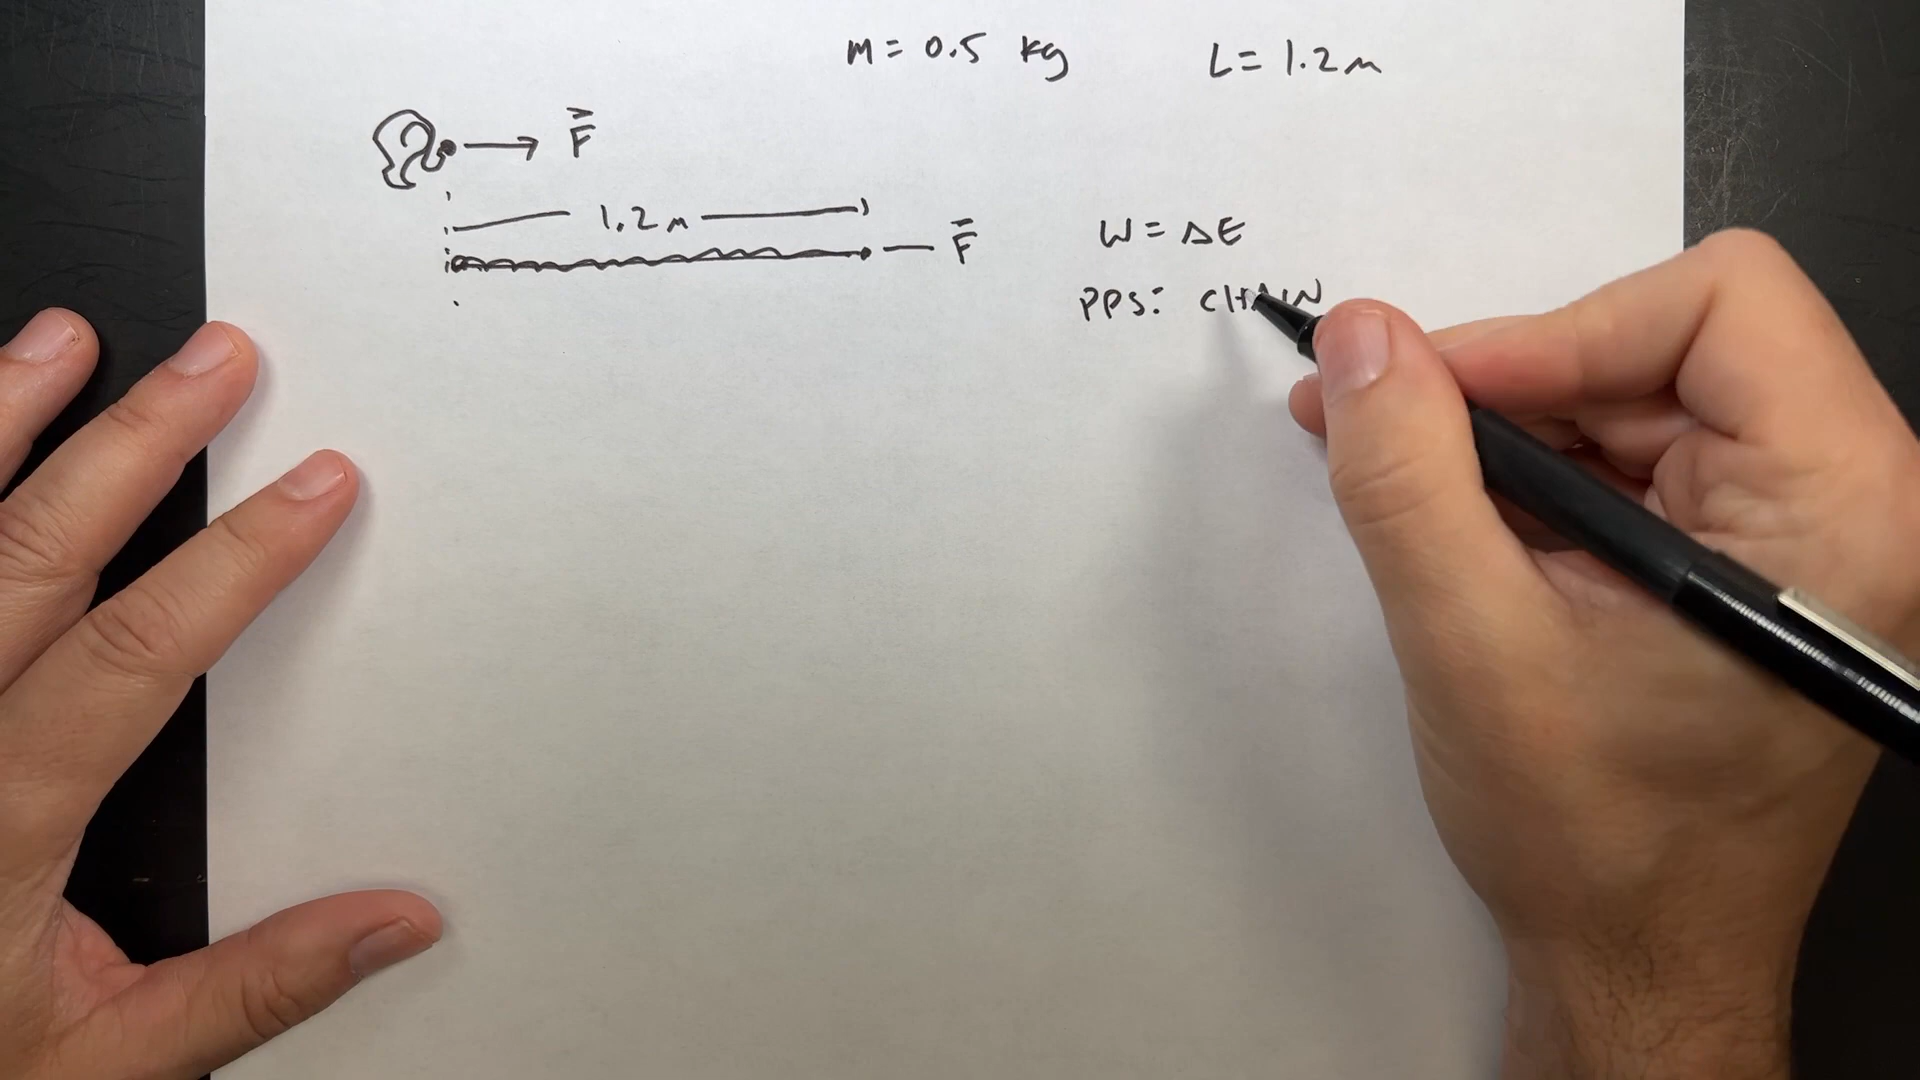 M = 0.5 kg L = 1.2 m
F
1.2 m
F
W = ΔE
PPS: CHAIN